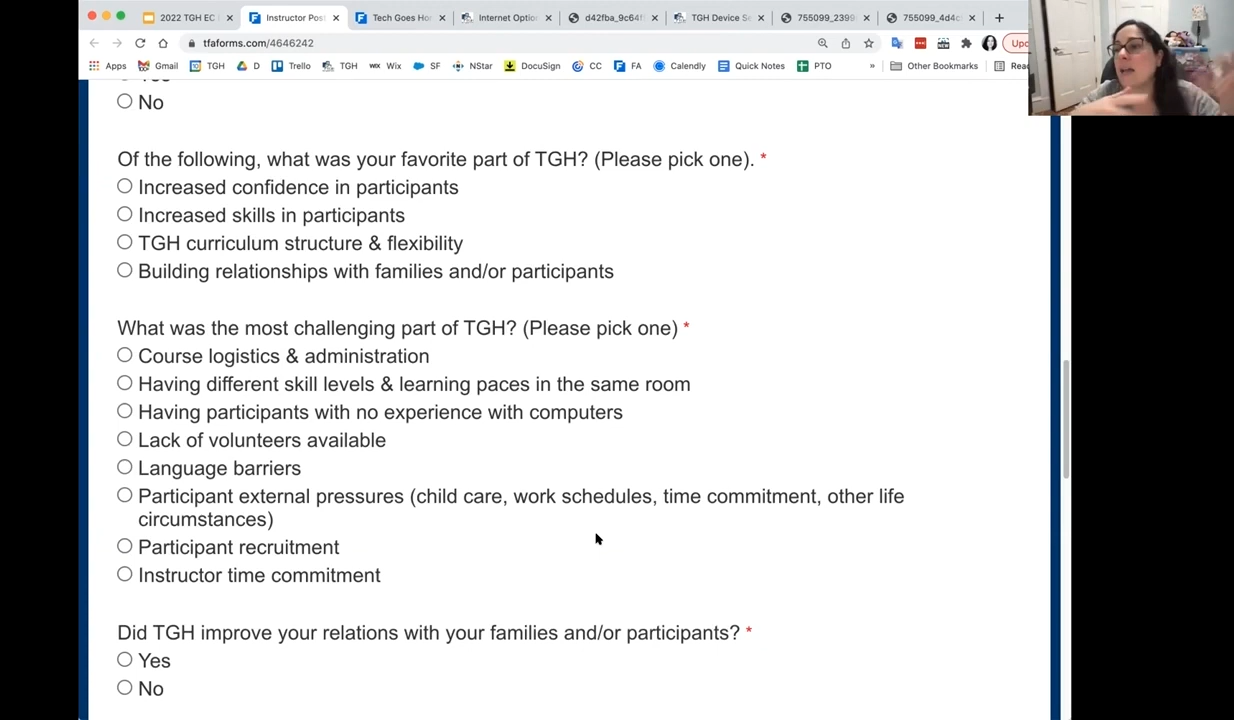 2022 TGH EC
Instructor Pos
Tech Goes Ho
Internet Optio
d42fba_9c64f
TGH Device Se
755099_2399
755099_4d4c
tfaforms.com/4646242
Apps
Gmail
TGH
D
Trello
TGH
WIX Wix
SF
NStar
DocuSign
CC
FA
Calendly
Quick Notes
PTO
»
Other Bookmarks
No
Of the following, what was your favorite part of TGH? (Please pick one). *
Increased confidence in participants
Increased skills in participants
TGH curriculum structure & flexibility
Building relationships with families and/or participants
What was the most challenging part of TGH? (Please pick one) *
Course logistics & administration
Having different skill levels & learning paces in the same room
Having participants with no experience with computers
Lack of volunteers available
Language barriers
Participant external pressures (child care, work schedules, time commitment, other life
circumstances)
Participant recruitment
Instructor time commitment
Did TGH improve your relations with your families and/or participants? *
Yes
No